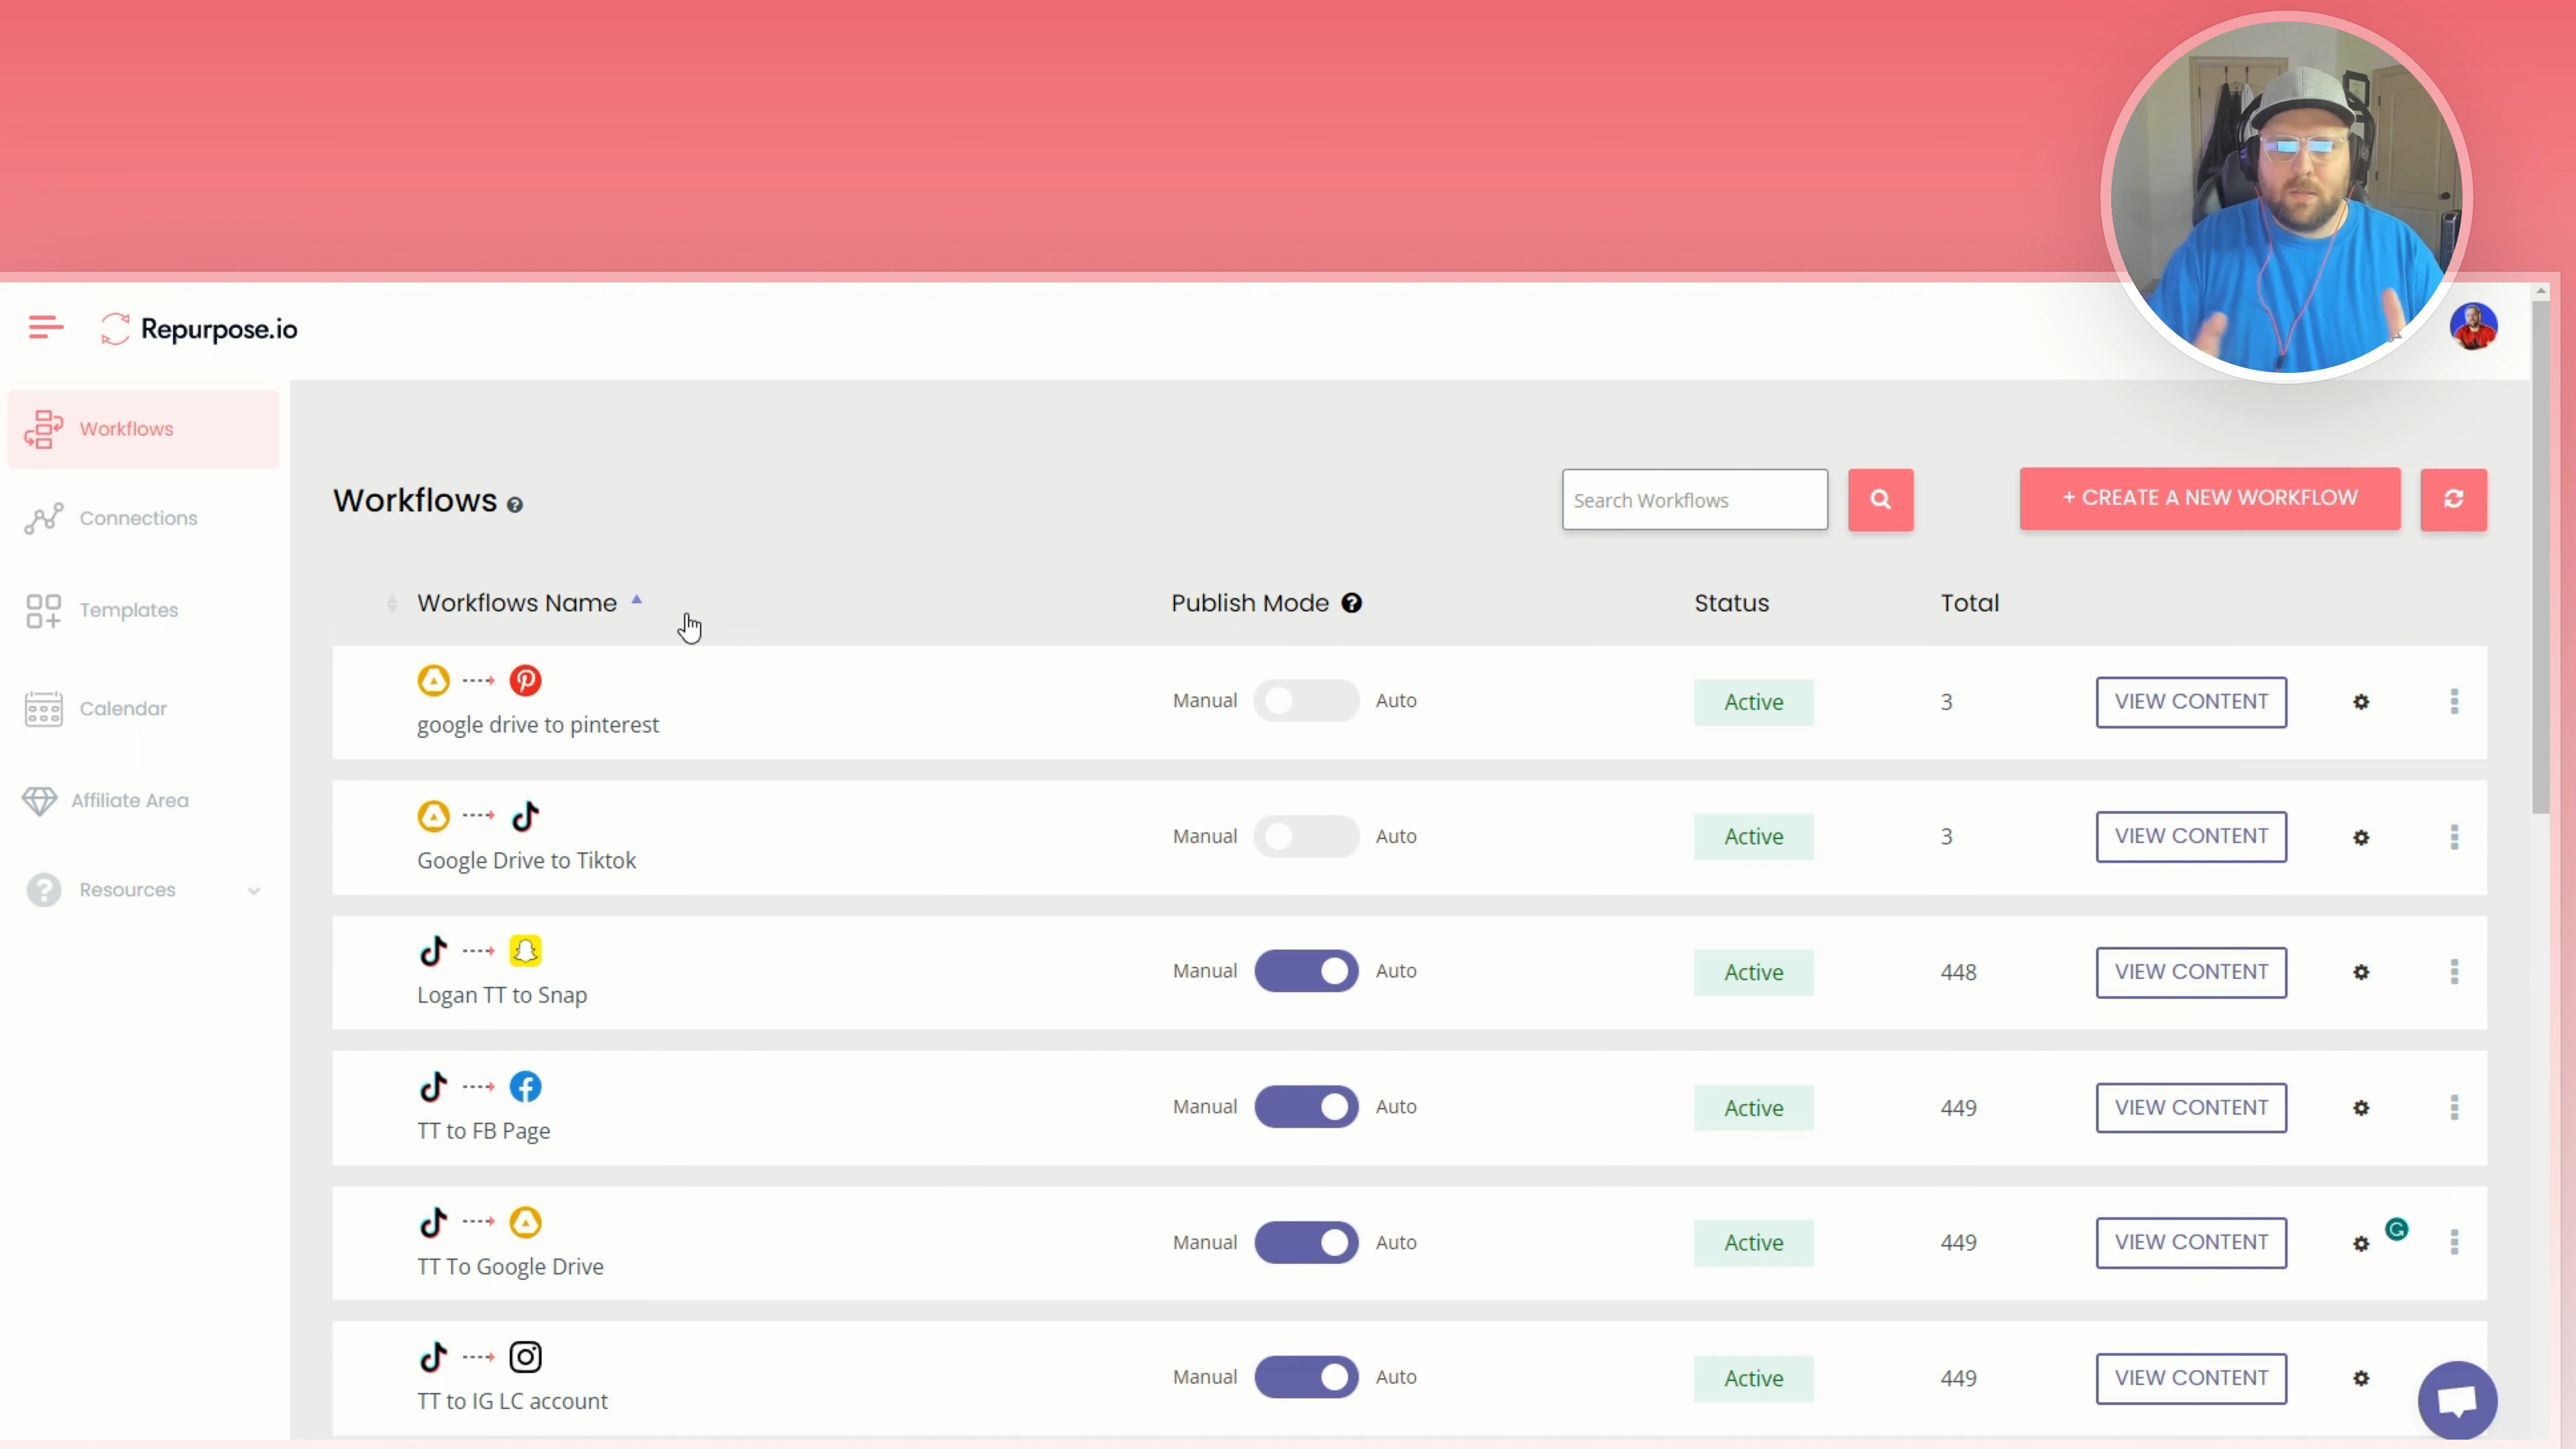 Repurpose.io
Workflows
Connections
Templates
Calendar
Affiliate Area
Resources
Workflows
Search Workflows
+ CREATE A NEW WORKFLOW
Workflows Name Publish Mode Status Total
google drive to pinterest Manual Auto Active 3 VIEW CONTENT
Google Drive to Tiktok Manual Auto Active 3 VIEW CONTENT
Logan TT to Snap Manual Auto Active 448 VIEW CONTENT
TT to FB Page Manual Auto Active 449 VIEW CONTENT
TT To Google Drive Manual Auto Active 449 VIEW CONTENT
TT to IG LC account Manual Auto Active 449 VIEW CONTENT